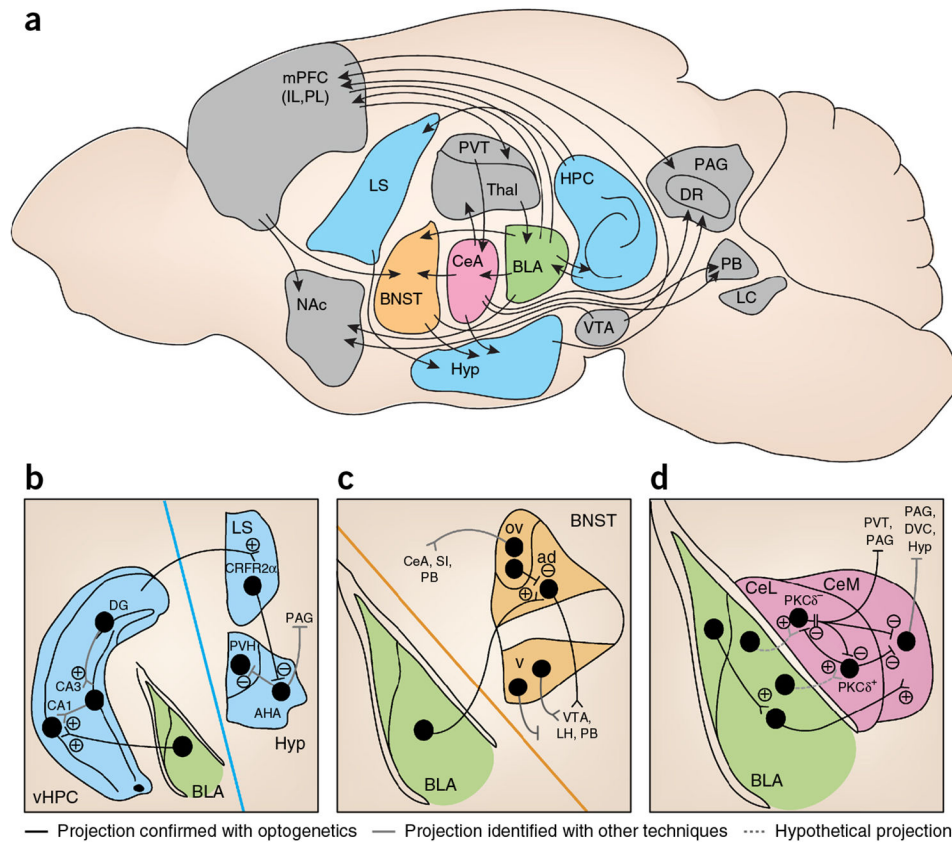 a
mPFC
(IL,PL)
LS
PVT
Thal
HPC
PAG
DR
BNST
CeA
BLA
PB
LC
NAc
VTA
Hyp
b
LS
⊕
CRFR2α
DG
PAG
PVH
⊖
⊖
AHA
CA3
⊕
CA1
⊕
⊕
Hyp
vHPC
BLA
c
BNST
ov
ad
CeA, SI,
PB
⊖
⊕
v
VTA,
LH, PB
BLA
d
PVT,
PAG
PAG,
DVC,
Hyp
CeL
CeM
PKCδ⁻
⊕
⊖
⊖
⊖
⊕
⊖
PKCδ⁺
⊕
⊕
BLA
Projection confirmed with optogenetics
Projection identified with other techniques
Hypothetical projection